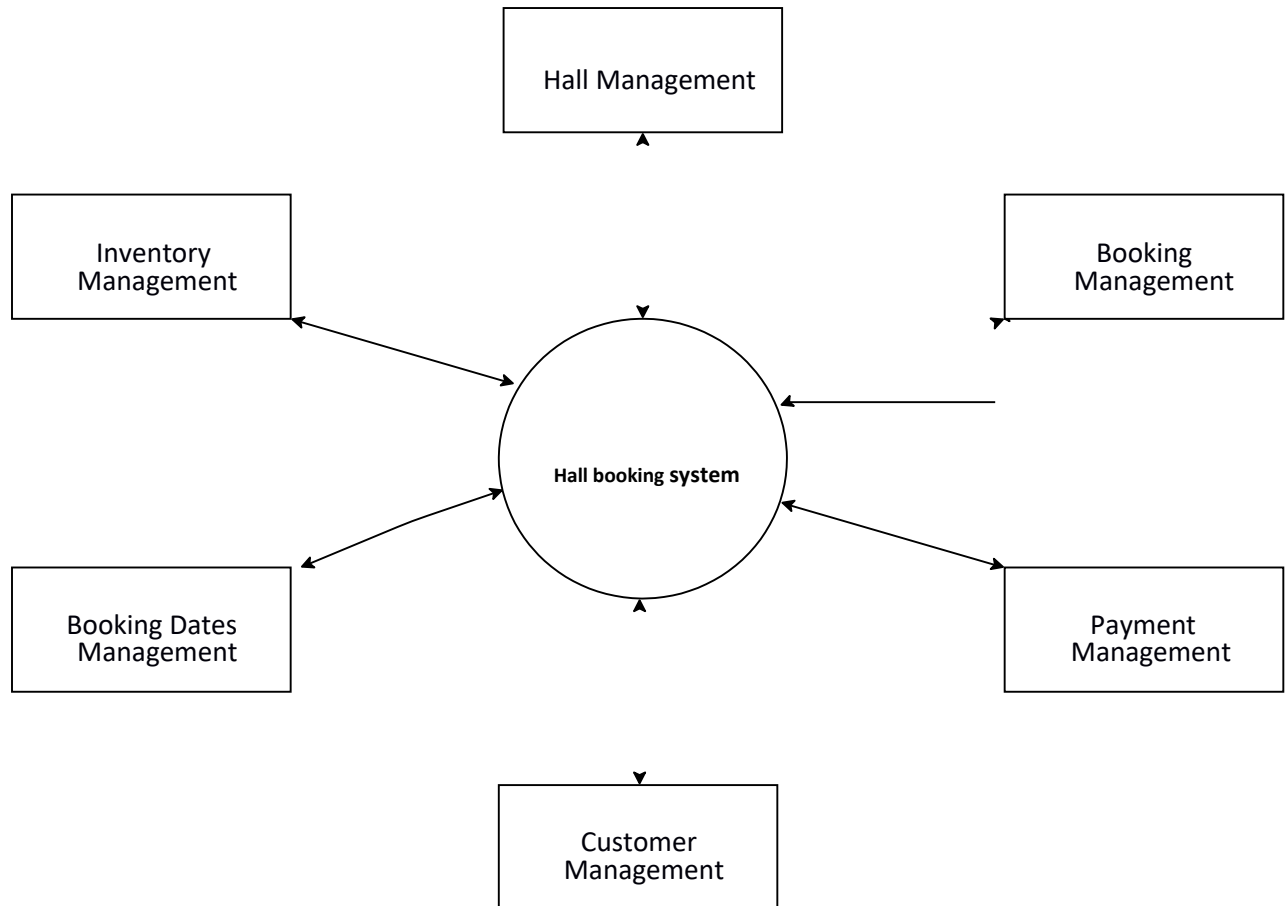 Hall Management
Inventory
Management
Booking
Management
Hall booking system
Booking Dates
Management
Payment
Management
Customer
Management